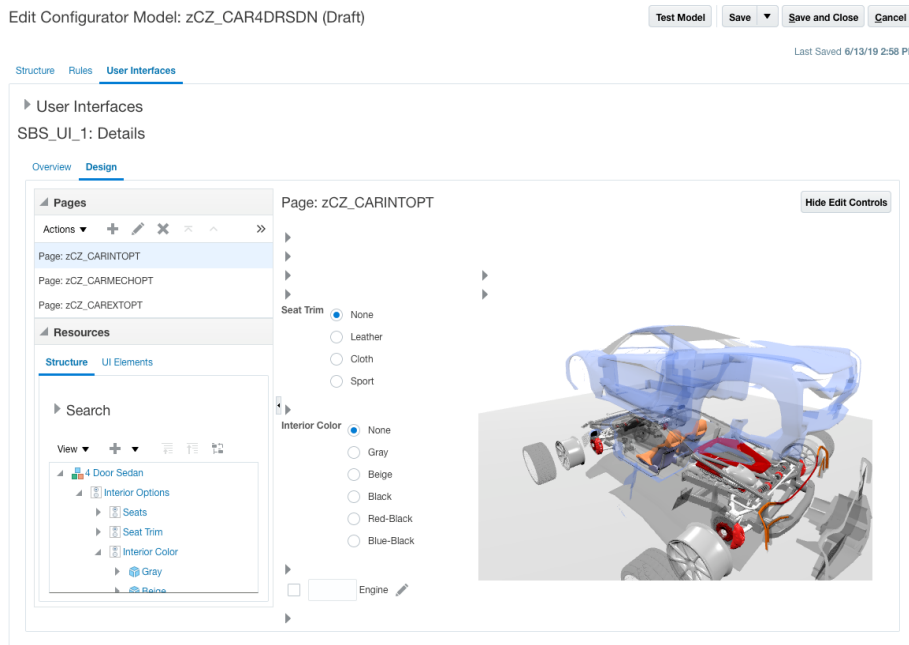 Edit Configurator Model: zCZ_CAR4DRSDN (Draft)
Test Model Save Save and Close Cancel
Last Saved 6/13/19 2:58
Structure Rules User Interfaces
User Interfaces
SBS_UI_1: Details
Overview Design
Pages
Actions
Page: zCZ_CARINTOPT
Page: zCZ_CARMECHOPT
Page: zCZ_CAREXTOPT
Resources
Structure UI Elements
Search
View
4 Door Sedan
Interior Options
Seats
Seat Trim
Interior Color
Gray
Beige
Page: zCZ_CARINTOPT
Hide Edit Controls
Seat Trim None
Leather
Cloth
Sport
Interior Color None
Gray
Beige
Black
Red-Black
Blue-Black
Engine